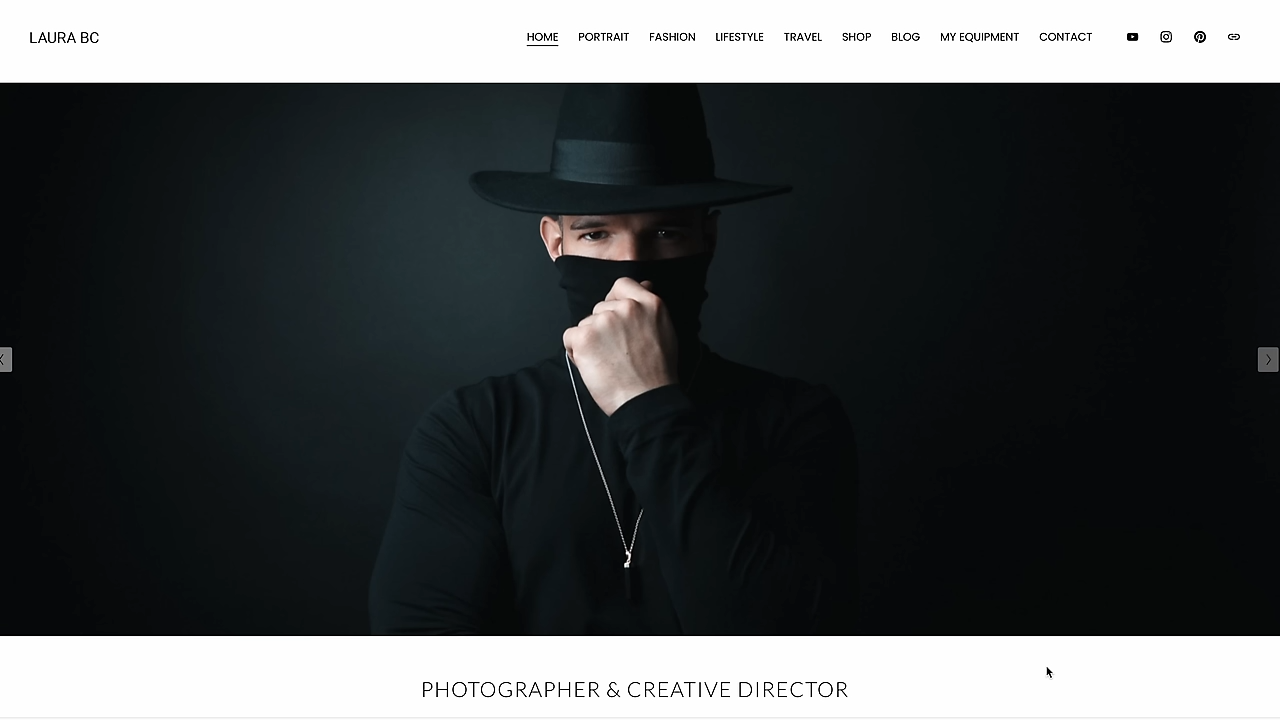 LAURA BC
HOME PORTRAIT FASHION LIFESTYLE TRAVEL SHOP BLOG MY EQUIPMENT CONTACT
PHOTOGRAPHER & CREATIVE DIRECTOR